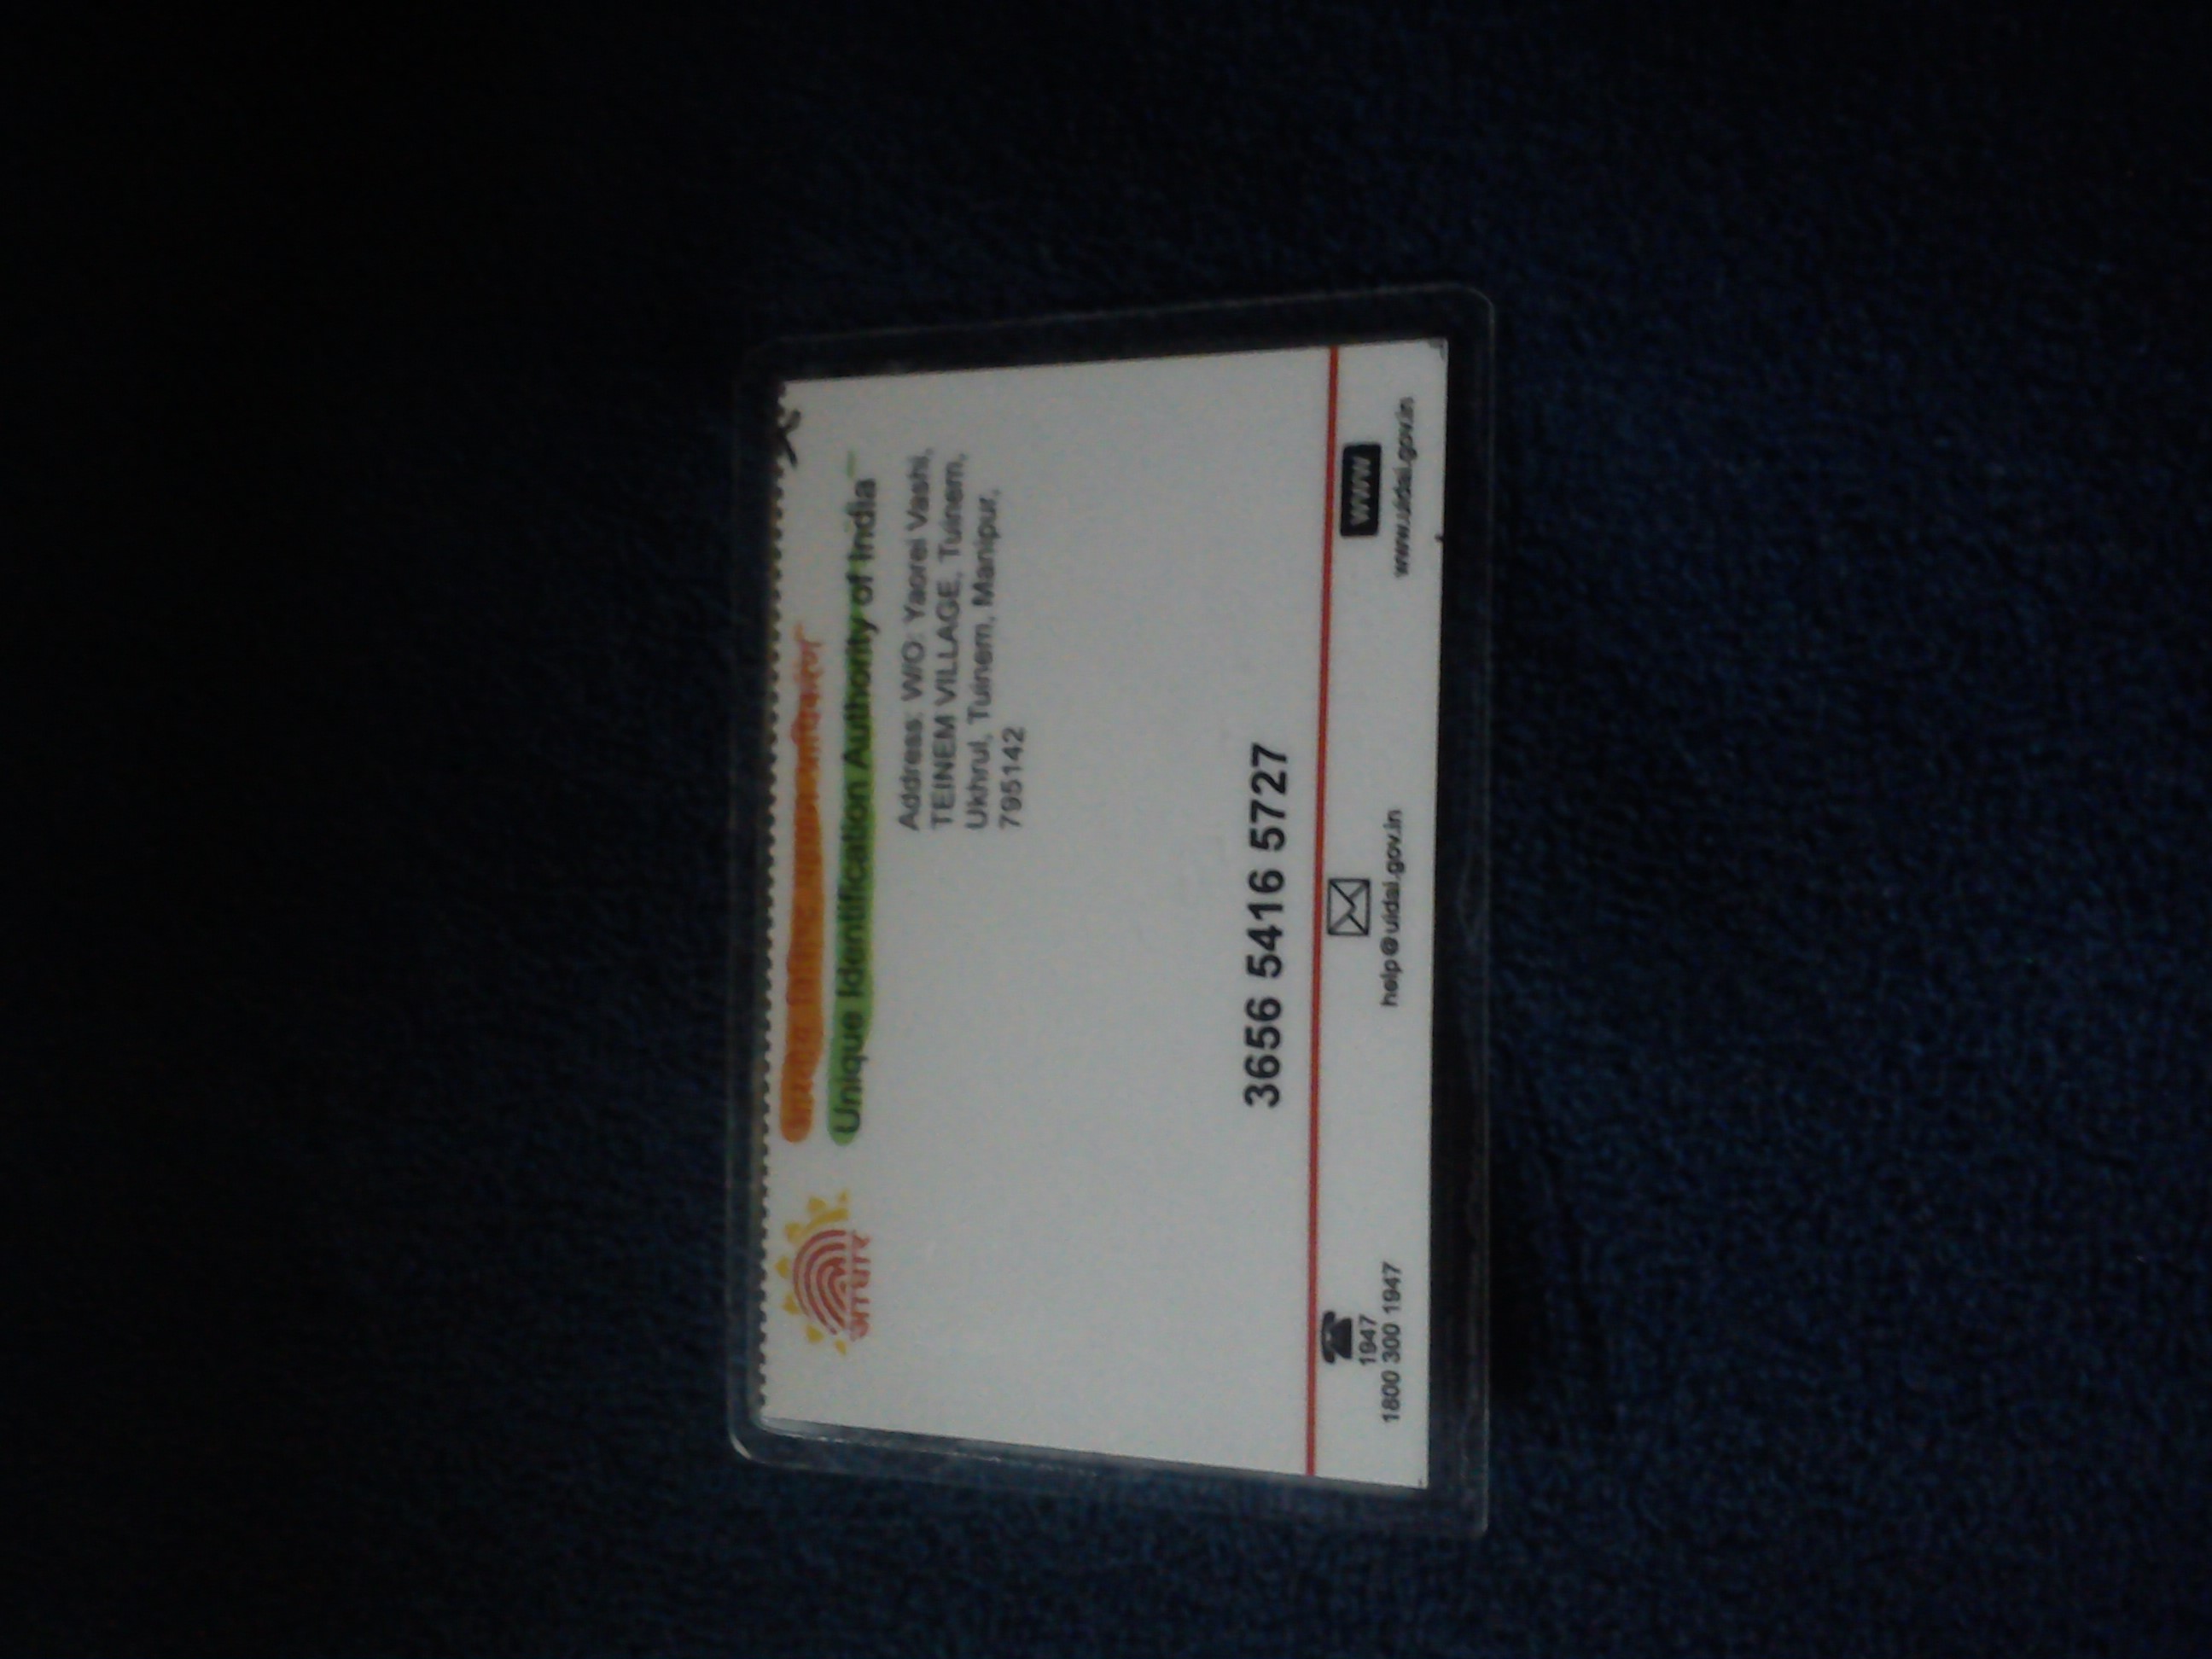 आधार
भारतीय विशिष्ट पहचान प्राधिकरण
Unique Identification Authority of India
Address: W/O: Yaorei Vashi,
TEINEM VILLAGE, Tuinem,
Ukhrul, Tuinem, Manipur,
795142
3656 5416 5727
1947
1800 300 1947
help@uidai.gov.in
www
www.uidai.gov.in